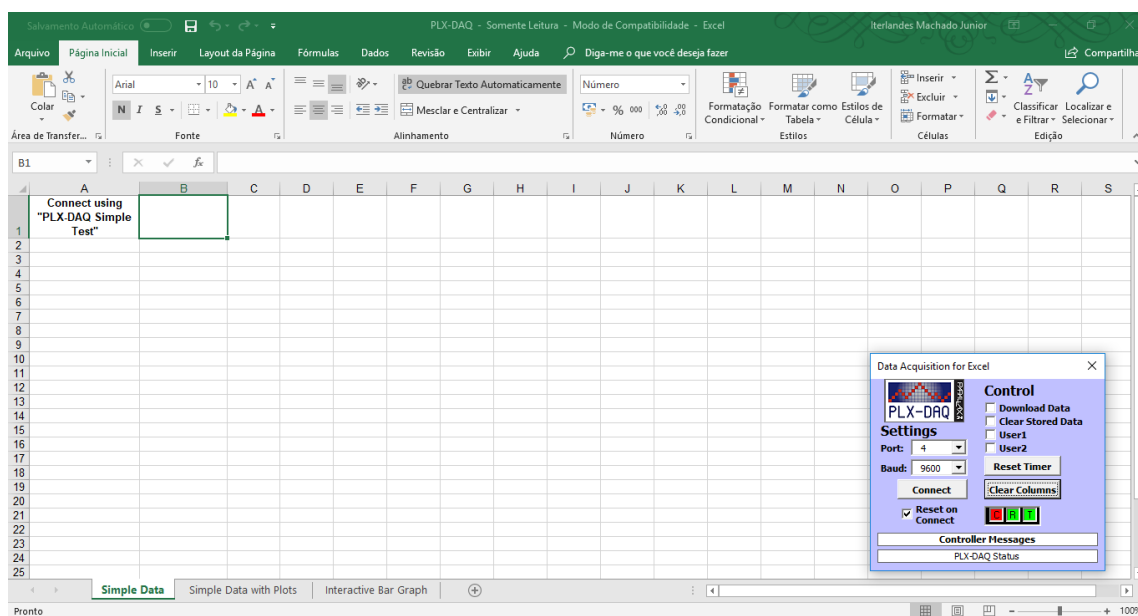 Salvamento Automático
PLX-DAQ - Somente Leitura - Modo de Compatibilidade - Excel
Iterlandes Machado Junior
Arquivo Página Inicial Inserir Layout da Página Fórmulas Dados Revisão Exibir Ajuda Diga-me o que você deseja fazer Compartilha
Colar
Arial 10 A A
N I S A
Quebrar Texto Automaticamente
Mesclar e Centralizar
Número
% 000
Formatação Condicional
Formatar como Tabela
Estilos de Célula
Inserir
Excluir
Formatar
Classificar e Filtrar
Localizar e Selecionar
Área de Transfer... Fonte Alinhamento Número Estilos Células Edição
B1 fx
A B C D E F G H I J K L M N O P Q R S
Connect using
"PLX-DAQ Simple
Test"
1
2
3
4
5
6
7
8
9
10
11
12
13
14
15
16
17
18
19
20
21
22
23
24
25
Data Acquisition for Excel
PLX-DAQ
Control
Download Data
Clear Stored Data
User1
User2
Settings
Port: 4
Baud: 9600
Reset Timer
Connect
Clear Columns
Reset on
Connect
C R T
Controller Messages
PLX-DAQ Status
Simple Data Simple Data with Plots Interactive Bar Graph
Pronto
100%